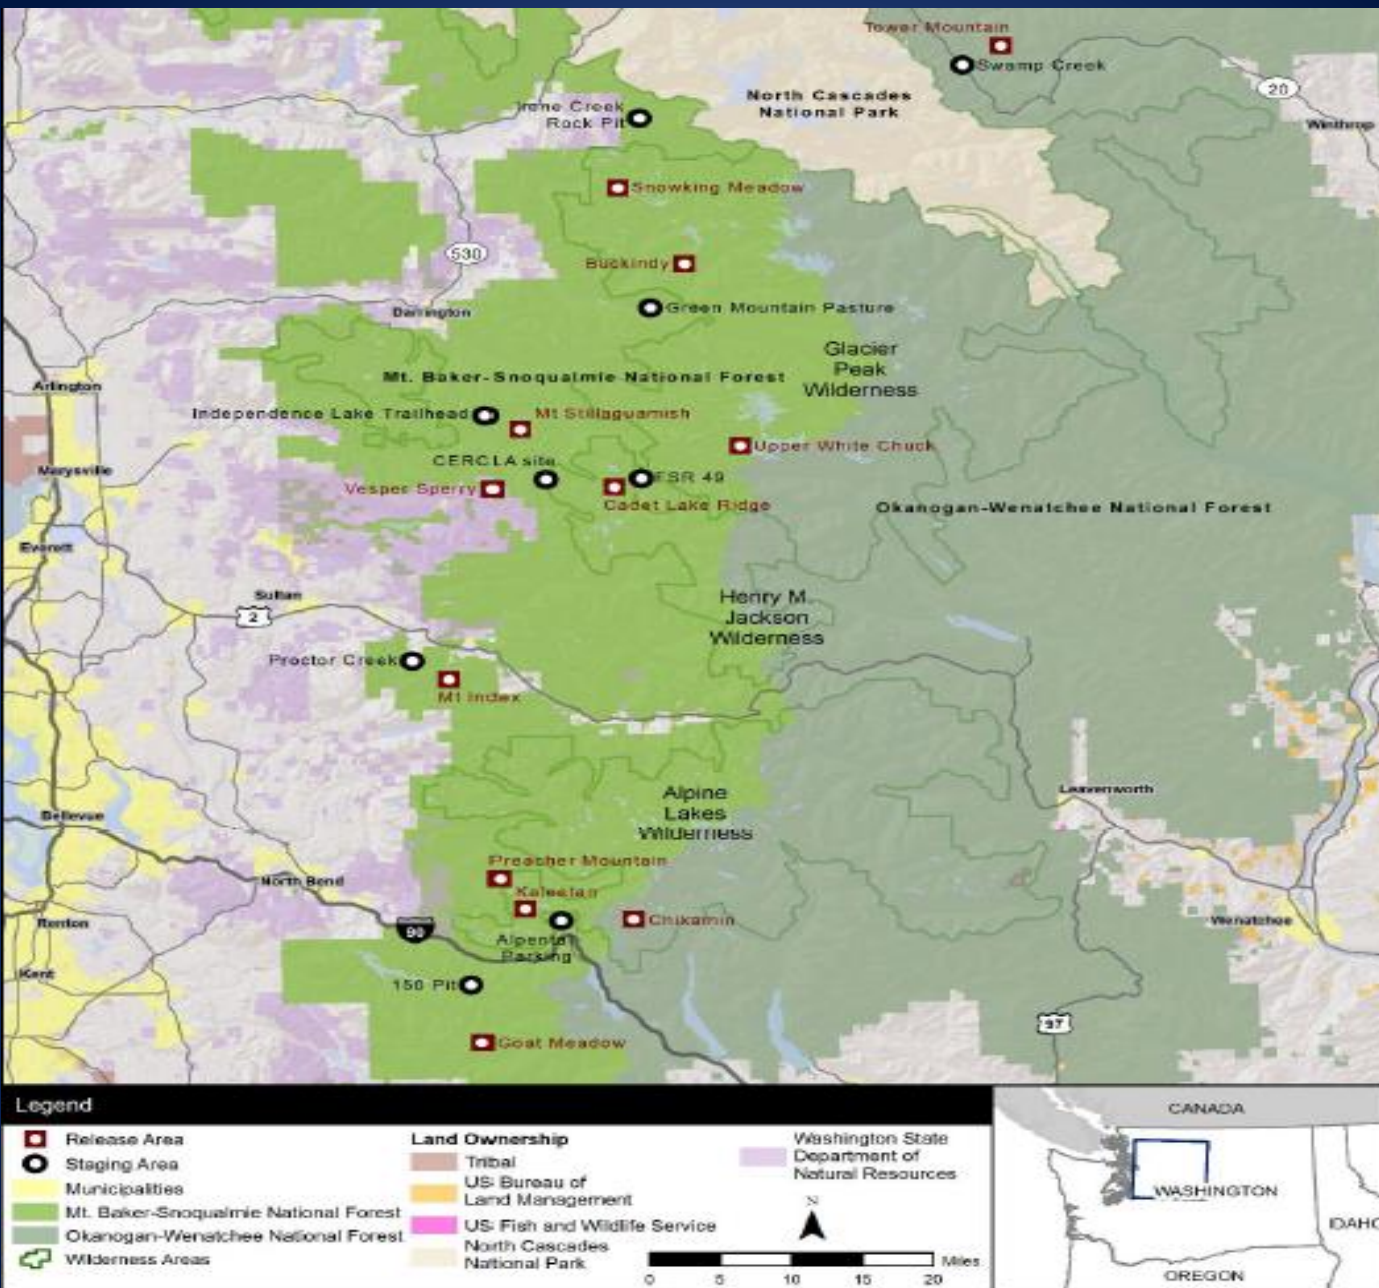 Tower Mountain
Swamp Creek
North Cascades
National Park
20
Winthrop
Irene Creek
Rock Pit
Snowking Meadow
530
Buckindy
Green Mountain Pasture
Darrington
Glacier
Peak
Wilderness
Mt. Baker-Snoqualmie National Forest
Arlington
Independence Lake Trailhead
Mt Stillaguamish
Upper White Chuck
CERCLA site
Marysville
Vesper Sperry
FSR 49
Cadet Lake Ridge
Okanogan-Wenatchee National Forest
Everett
Sultan
2
Henry M.
Jackson
Wilderness
Proctor Creek
Mt Index
Alpine
Lakes
Wilderness
Leavenworth
Bellevue
Preacher Mountain
North Bend
Kaleetan
Chikamin
Renton
90
Wenatchee
Alpental
Parking
Kent
150 Pit
97
Goat Meadow
Legend
Release Area
Staging Area
Municipalities
Mt. Baker-Snoqualmie National Forest
Okanogan-Wenatchee National Forest
Wilderness Areas
Land Ownership
Tribal
US Bureau of
Land Management
US Fish and Wildlife Service
North Cascades
National Park
Washington State
Department of
Natural Resources
N
0 5 10 15 20 Miles
CANADA
WASHINGTON
IDAHO
OREGON